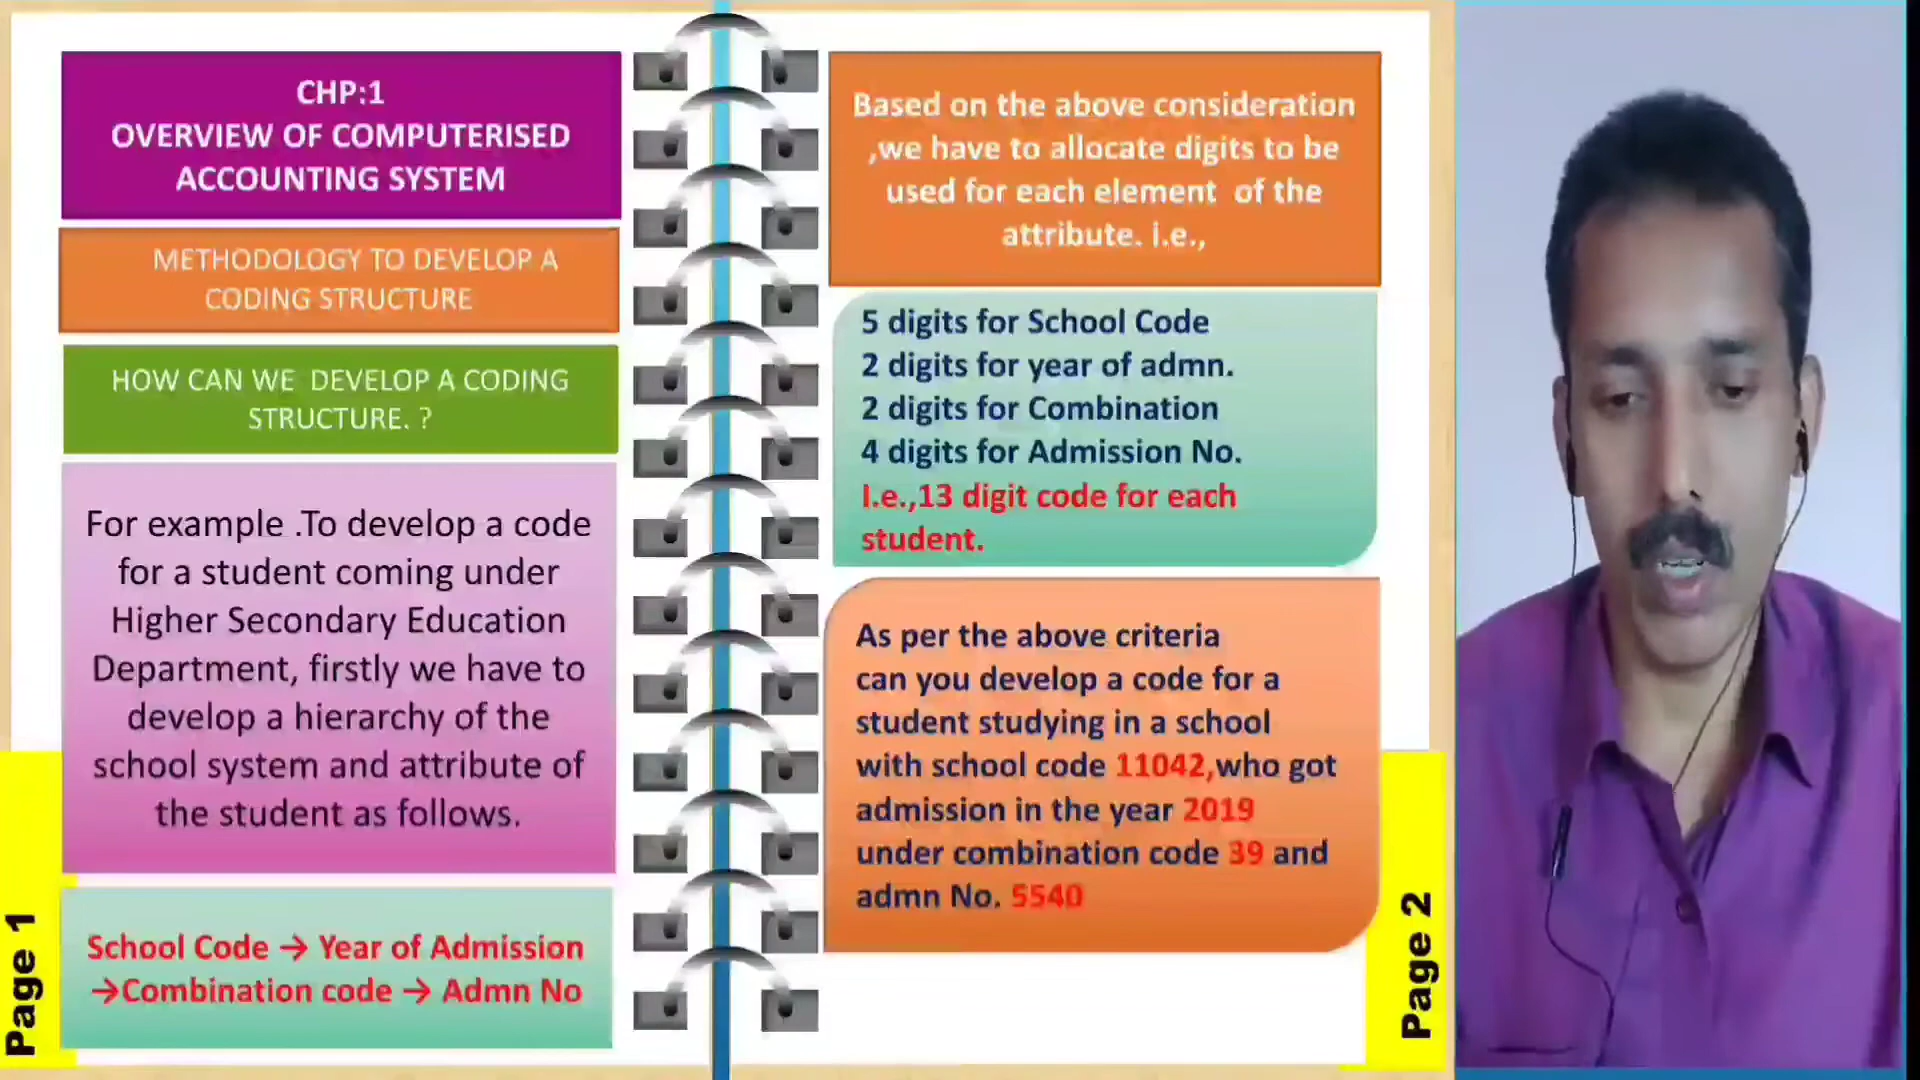 CHP:1
OVERVIEW OF COMPUTERISED
ACCOUNTING SYSTEM
METHODOLOGY TO DEVELOP A
CODING STRUCTURE
HOW CAN WE DEVELOP A CODING
STRUCTURE. ?
For example .To develop a code
for a student coming under
Higher Secondary Education
Department, firstly we have to
develop a hierarchy of the
school system and attribute of
the student as follows.
School Code → Year of Admission
→Combination code → Admn No
Page 1
Based on the above consideration
,we have to allocate digits to be
used for each element of the
attribute. i.e.,
5 digits for School Code
2 digits for year of admn.
2 digits for Combination
4 digits for Admission No.
I.e.,13 digit code for each
student.
As per the above criteria
can you develop a code for a
student studying in a school
with school code 11042,who got
admission in the year 2019
under combination code 39 and
admn No. 5540
Page 2